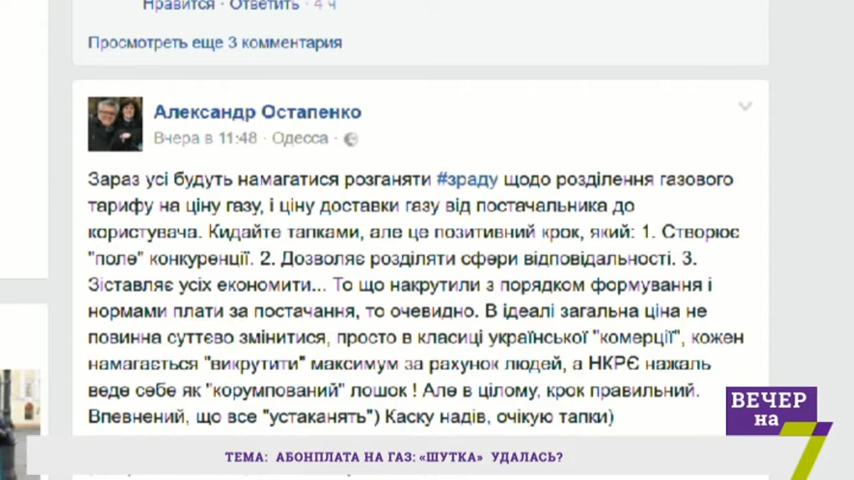 Нравится · Ответить · 4 ч
Просмотреть еще 3 комментария
Александр Остапенко
Вчера в 11:48 · Одесса ·
Зараз усі будуть намагатися розганяти #зраду щодо розділення газового
тарифу на ціну газу, і ціну доставки газу від постачальника до
користувача. Кидайте тапками, але це позитивний крок, який: 1. Створює
"поле" конкуренції. 2. Дозволяє розділяти сфери відповідальності. 3.
Зіставляє усіх економити... То що накрутили з порядком формування і
нормами плати за постачання, то очевидно. В ідеалі загальна ціна не
повинна суттєво змінитися, просто в класиці української "комерції", кожен
намагається "викрутити" максимум за рахунок людей, а НКРЄ нажаль
веде себе як "корумпований" лошок ! Але в цілому, крок правильний.
Впевнений, що все "устаканять") Каску надів, очікую тапки)
ВЕЧЕР
на 7
ТЕМА: АБОНПЛАТА НА ГАЗ: «ШУТКА» УДАЛАСЬ?